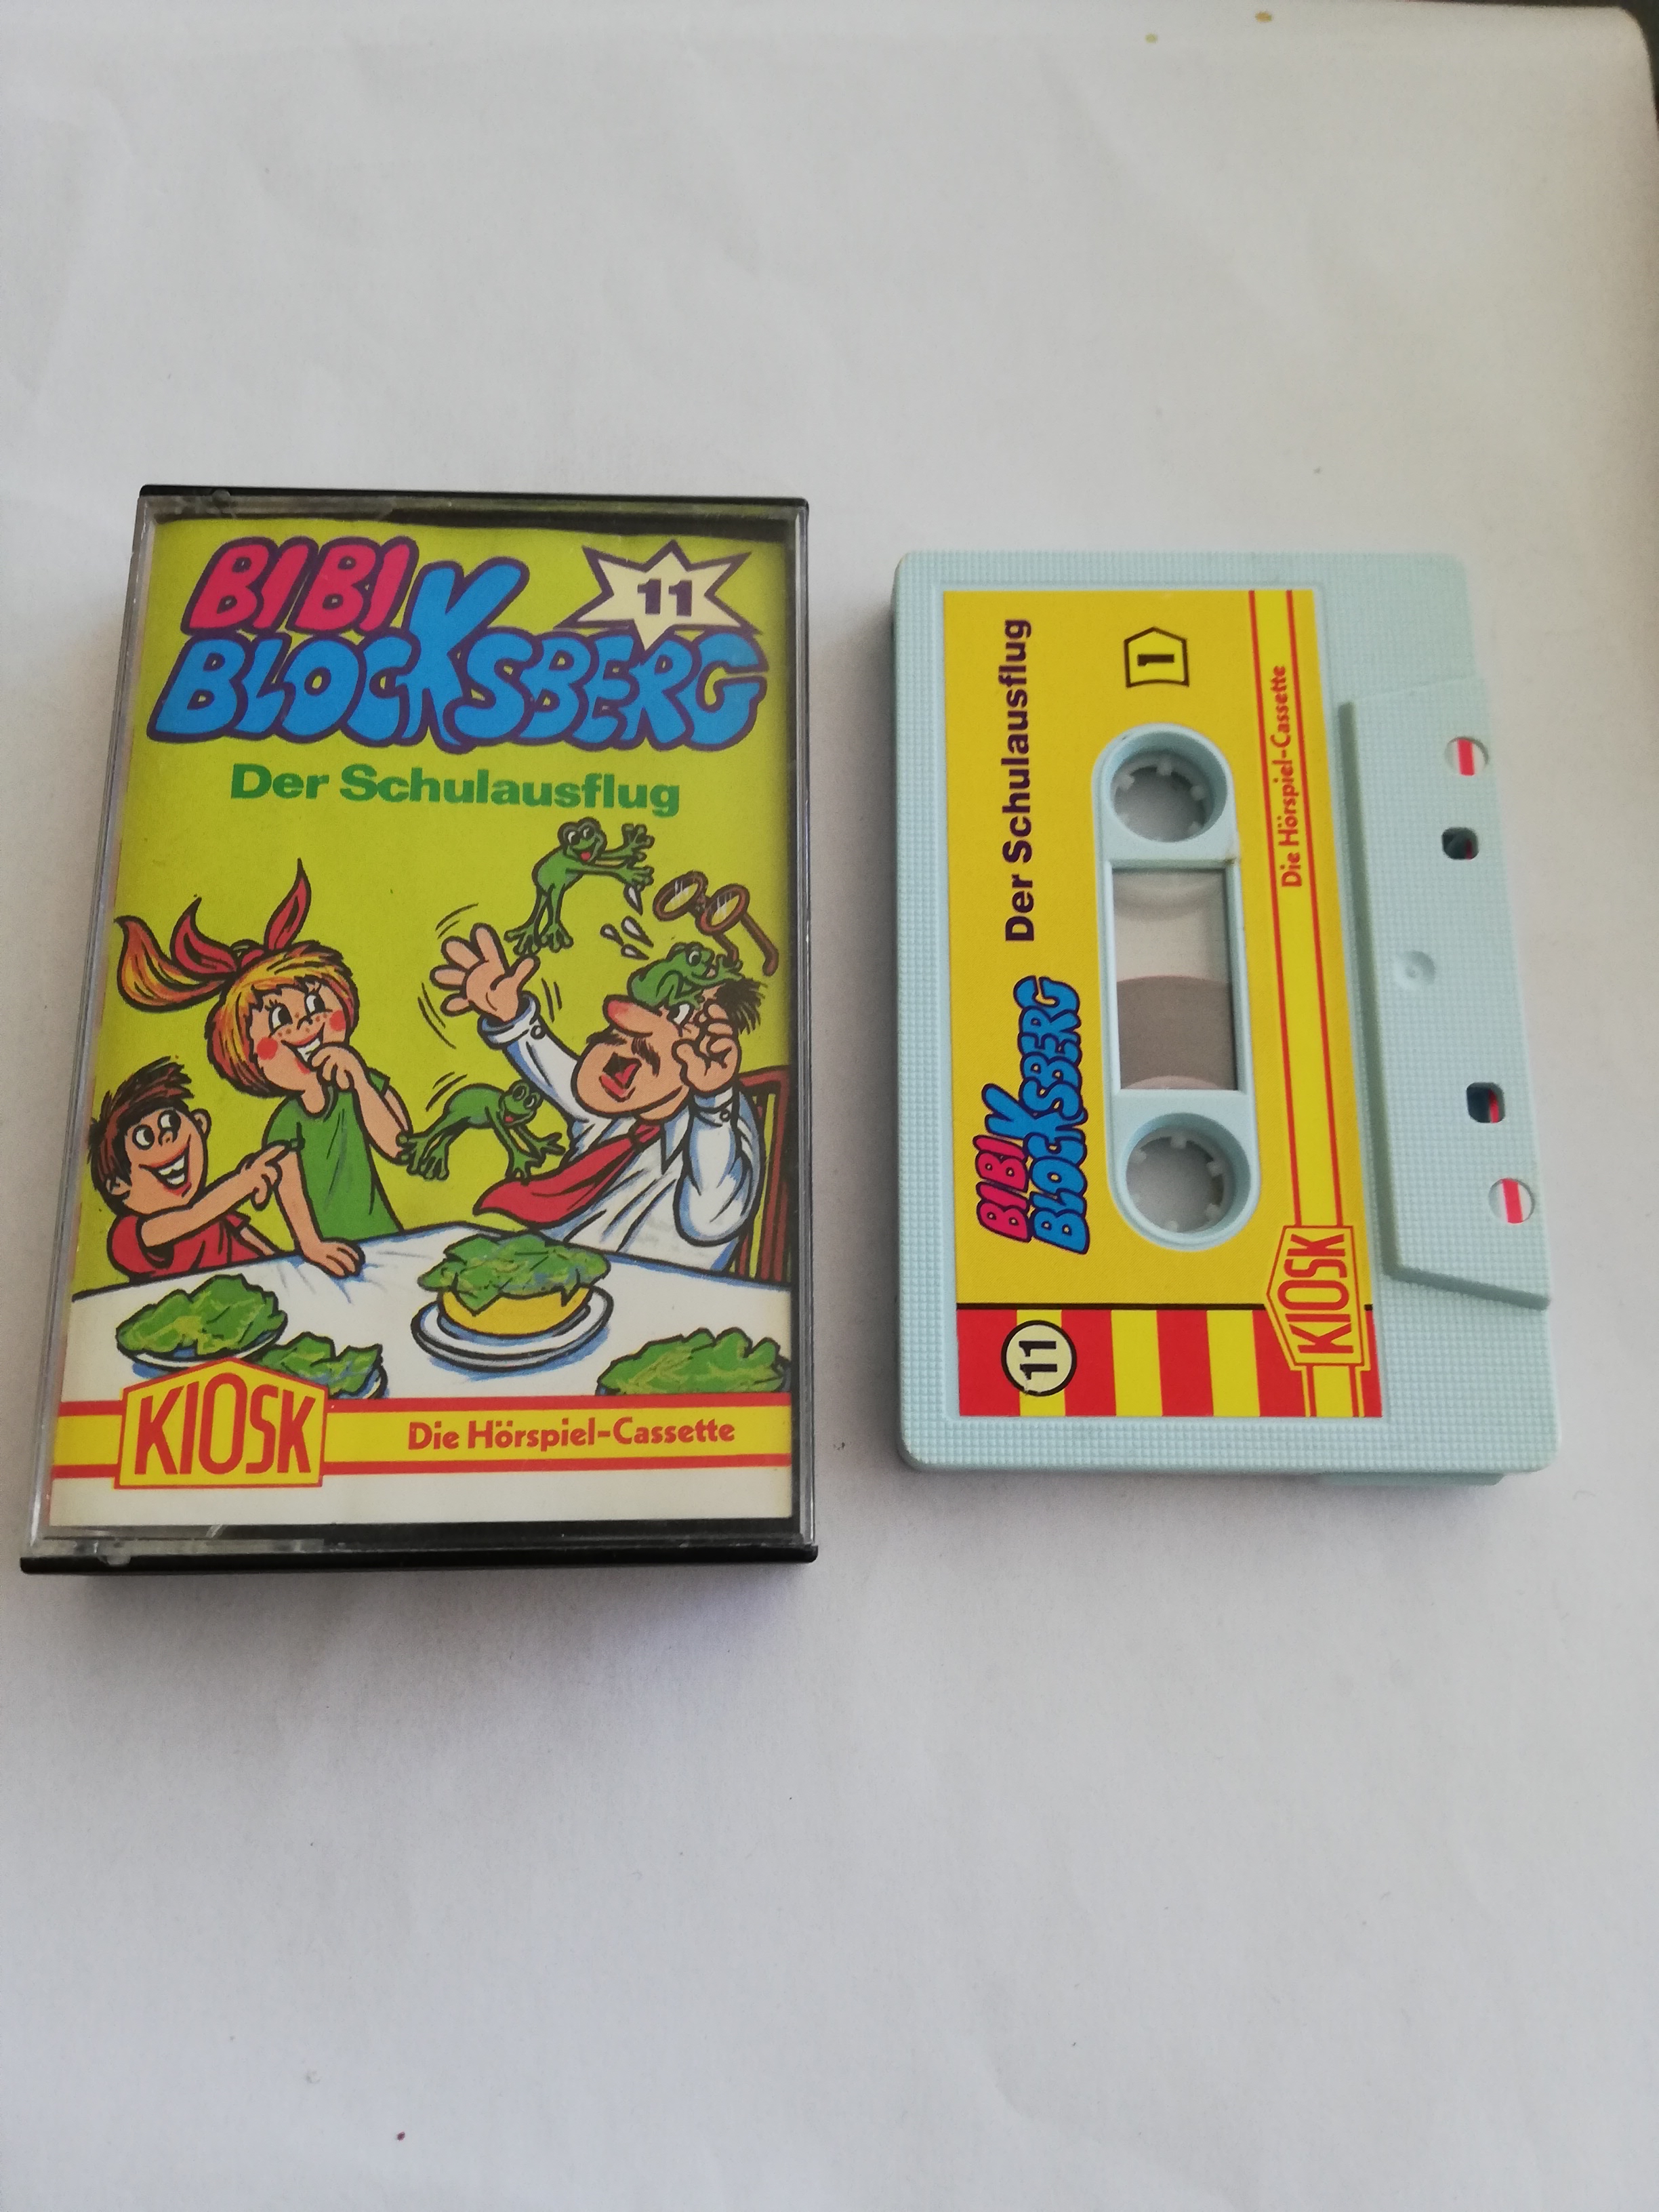 BIBI
BLOCKSBERG
11
Der Schulausflug
KIOSK
Die Hörspiel-Cassette
BIBI
BLOCKSBERG
Der Schulausflug
1
Die Hörspiel-Cassette
11
KIOSK